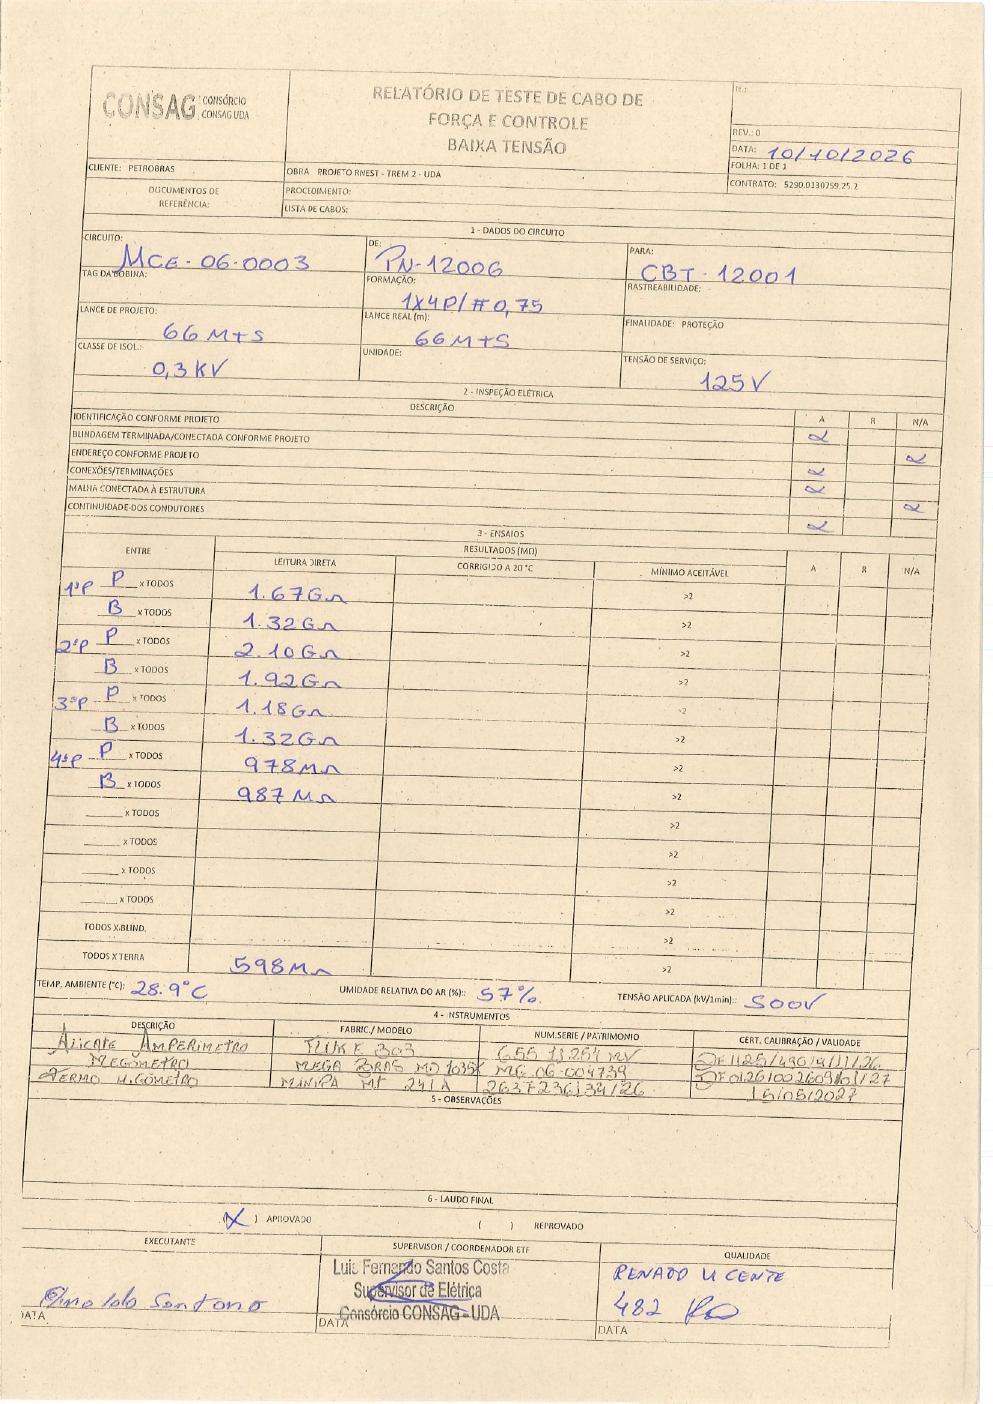 CONSAG CONSÓRCIO CONSAG UDA
RELATÓRIO DE TESTE DE CABO DE
FORÇA E CONTROLE
BAIXA TENSÃO
REV.: 0
DATA: 10/10/2026
FOLHA: 1 DE 1
CLIENTE: PETROBRAS
OBRA PROJETO RNEST - TREM 2 - UDA
CONTRATO: 5290.0130759.25.2
DOCUMENTOS DE REFERÊNCIA:
PROCEDIMENTO:
LISTA DE CABOS:
1 - DADOS DO CIRCUITO
CIRCUITO: MCE-06-0003
DE: PN-12006
PARA: CBT-12001
TAG DA BOBINA:
FORMAÇÃO: 1X4P/#0,75
RASTREABILIDADE:
LANCE DE PROJETO: 66 MTS
LANCE REAL (m): 66 MTS
FINALIDADE: PROTEÇÃO
CLASSE DE ISOL.: 0,3 KV
UNIDADE:
TENSÃO DE SERVIÇO: 125V
2 - INSPEÇÃO ELÉTRICA
DESCRIÇÃO A R N/A
IDENTIFICAÇÃO CONFORME PROJETO
BLINDAGEM TERMINADA/CONECTADA CONFORME PROJETO
ENDEREÇO CONFORME PROJETO
CONEXÕES/TERMINAÇÕES
MALHA CONECTADA À ESTRUTURA
CONTINUIDADE DOS CONDUTORES
3 - ENSAIOS
ENTRE RESULTADOS (MΩ) A R N/A
LEITURA DIRETA CORRIGIDO A 20 °C MÍNIMO ACEITÁVEL
1ºP P x TODOS 1.67GΩ >2
B x TODOS 1.32GΩ >2
2ºP P x TODOS 2.10GΩ >2
B x TODOS 1.92GΩ >2
3ºP P x TODOS 1.18GΩ >2
B x TODOS 1.32GΩ >2
4ºP P x TODOS 978MΩ >2
B x TODOS 987MΩ >2
x TODOS >2
x TODOS >2
x TODOS >2
x TODOS >2
TODOS X BLIND. >2
TODOS X TERRA 598MΩ >2
TEMP. AMBIENTE (°C): 28.9°C UMIDADE RELATIVA DO AR (%): 57% TENSÃO APLICADA (kV/1min): 500V
4 - INSTRUMENTOS
DESCRIÇÃO FABRIC./ MODELO NUM.SERIE / PATRIMONIO CERT. CALIBRAÇÃO / VALIDADE
ALICATE AMPERIMETRO FLUKE 303
MEGOMETRO MEGA BRAS MG-06-004739
TERMO HIGÔMETRO MINIPA MT 241A 15/05/2027
5 - OBSERVAÇÕES
6 - LAUDO FINAL
(X) APROVADO ( ) REPROVADO
EXECUTANTE SUPERVISOR / COORDENADOR ETF QUALIDADE
Luis Fernando Santos Costa
Supervisor de Elétrica
Consórcio CONSAG - UDA
RENATO VICENTE
482
DATA DATA DATA